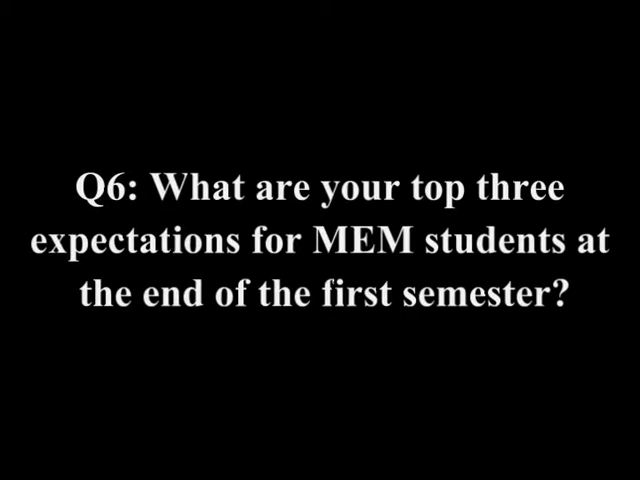 Q6: What are your top three
expectations for MEM students at
the end of the first semester?